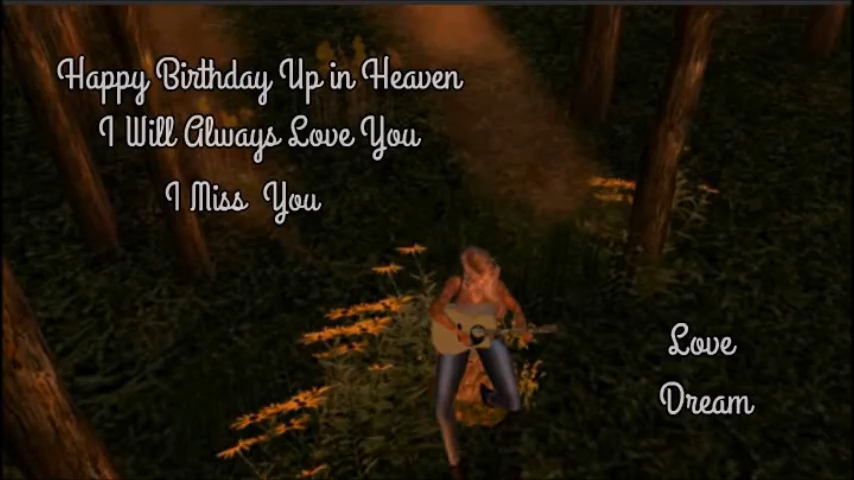 Happy Birthday Up in Heaven
I Will Always Love You
I Miss You
Love
Dream